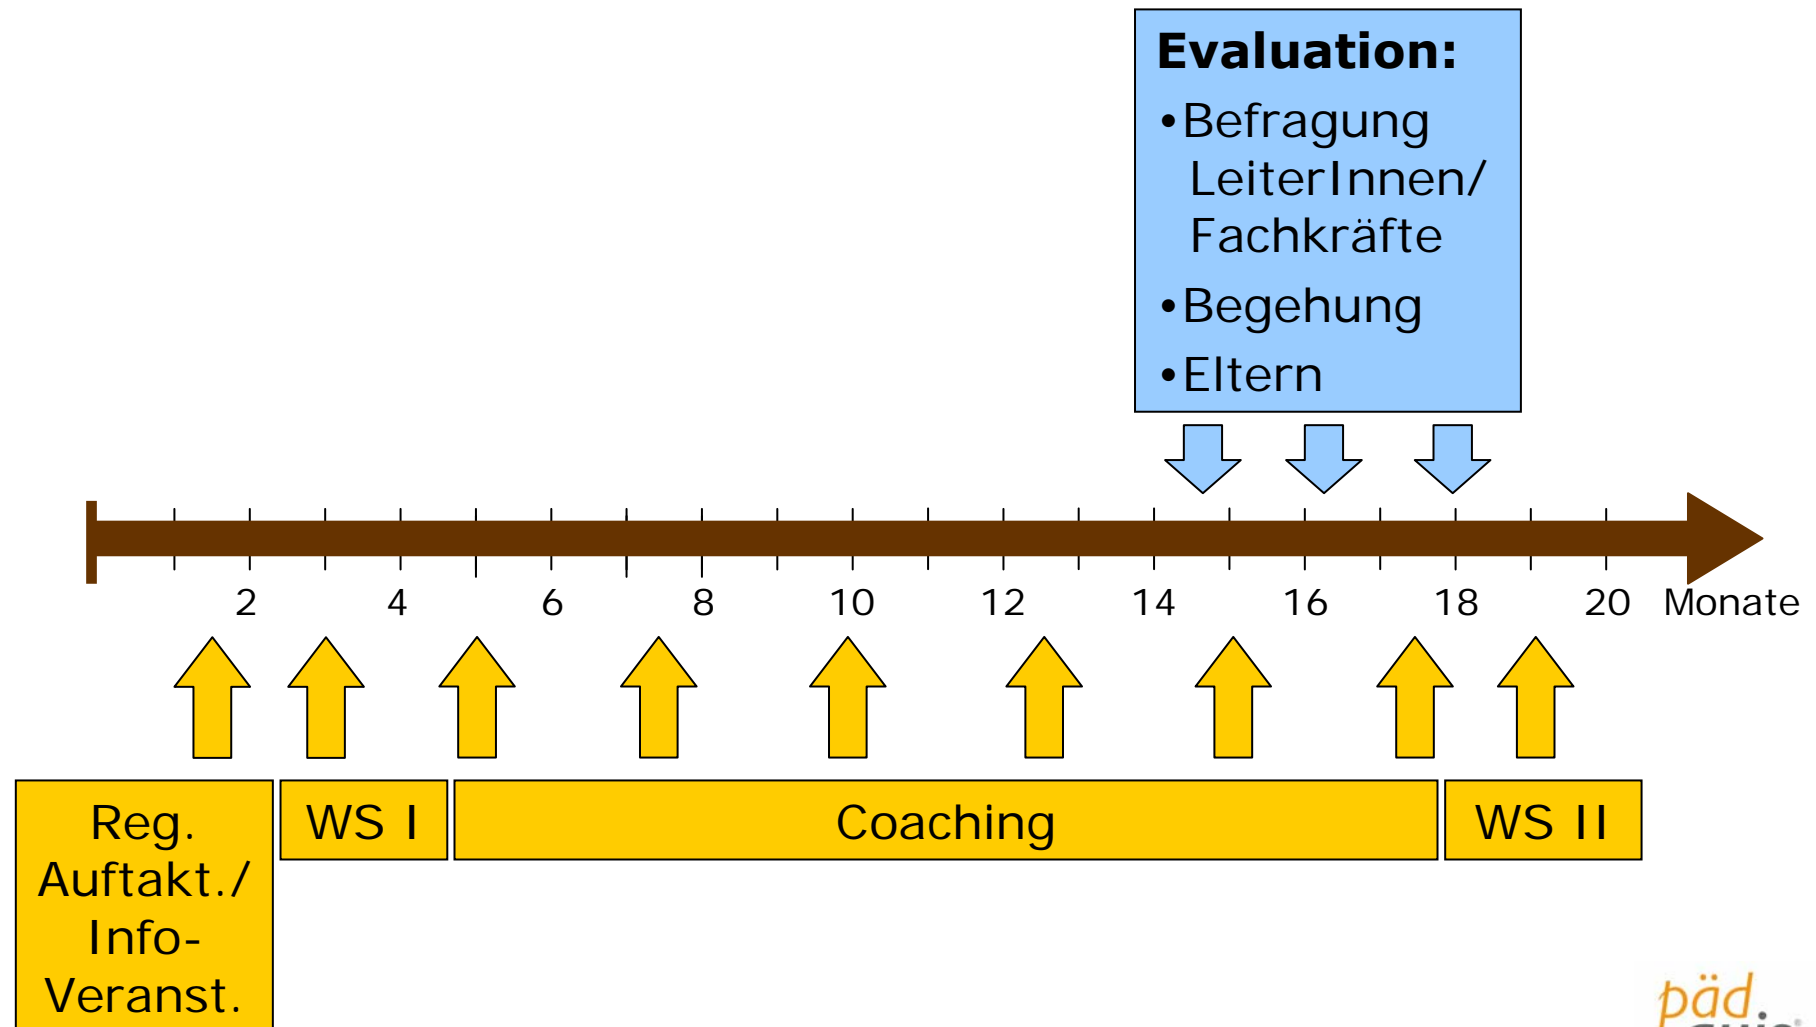 Evaluation:
•Befragung
LeiterInnen/
Fachkräfte
•Begehung
•Eltern
2 4 6 8 10 12 14 16 18 20 Monate
Reg.
Auftakt./
Info-
Veranst.
WS I
Coaching
WS II
päd.